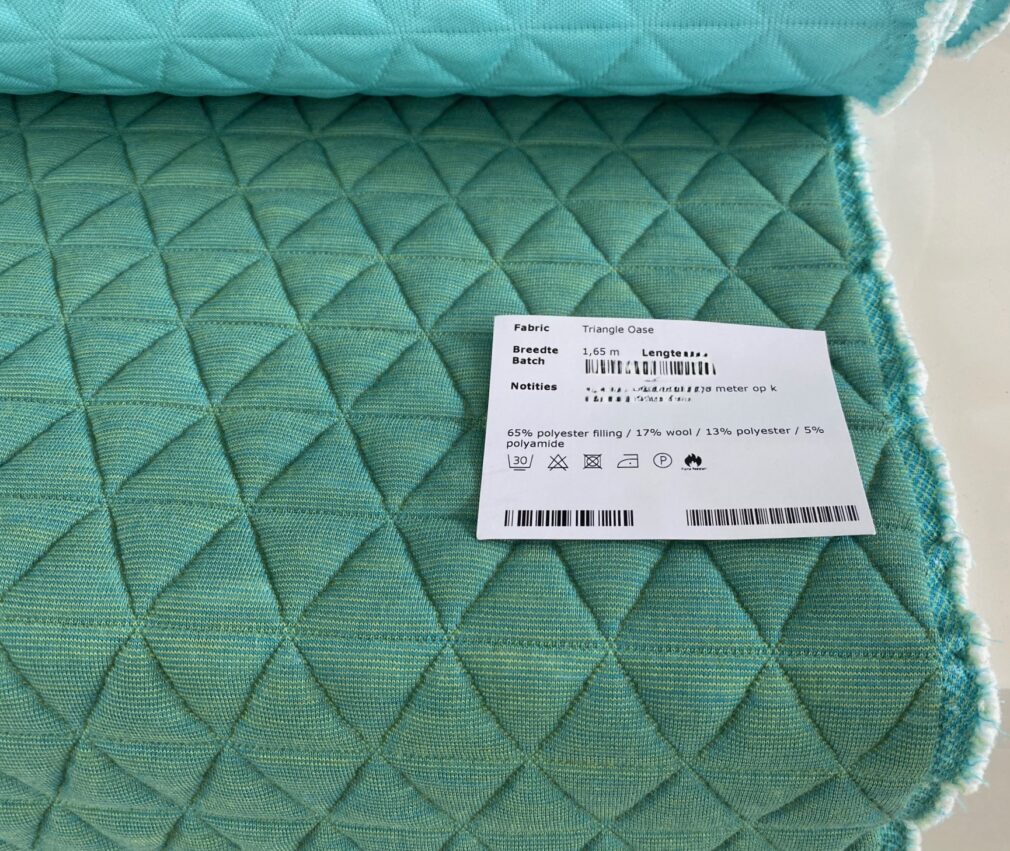 Fabric Triangle Oase
Breedte 1,65 m Lengte
Batch
Notities meter op k
65% polyester filling / 17% wool / 13% polyester / 5%
polyamide
30 P